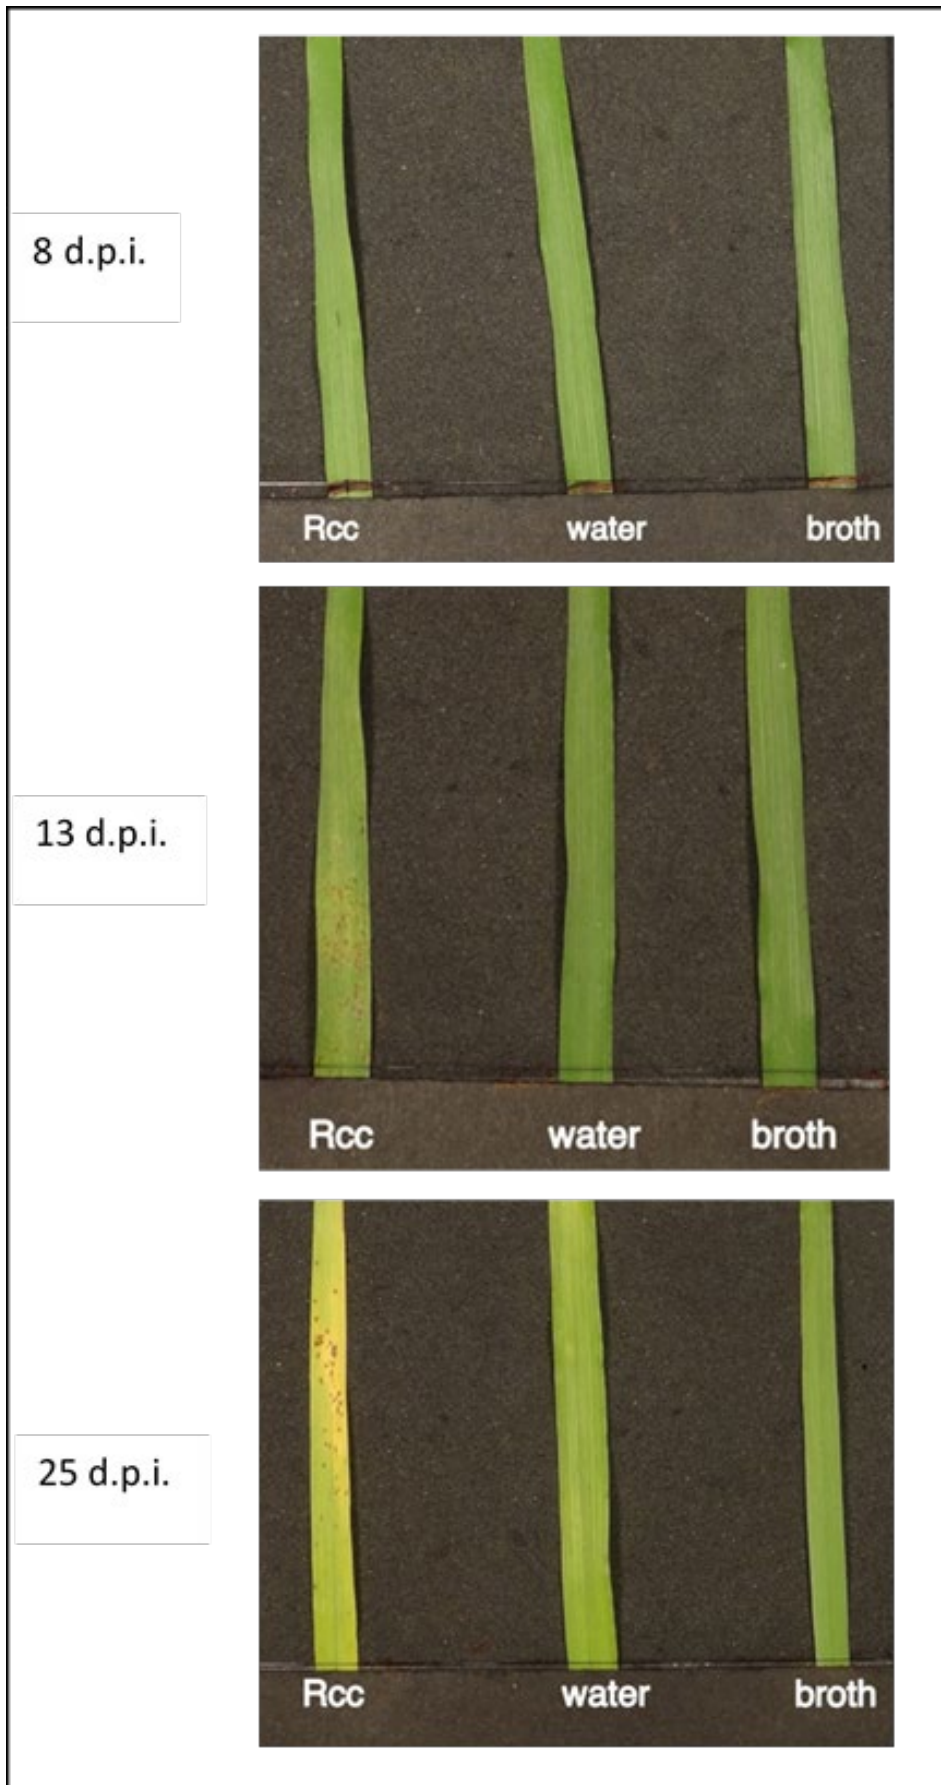 8 d.p.i.
Rcc water broth
13 d.p.i.
Rcc water broth
25 d.p.i.
Rcc water broth